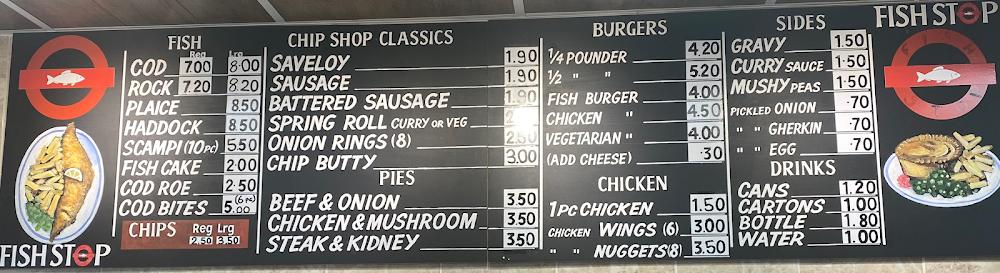 FISH
Reg Lrg
COD 7.00 8.00
ROCK 7.20 8.20
PLAICE 8.50
HADDOCK 8.50
SCAMPI (10pc) 5.50
FISH CAKE 2.00
COD ROE 2.50
COD BITES (6pc) 5.00
CHIPS Reg Lrg
2.50 3.50
FISH STOP
CHIP SHOP CLASSICS
SAVELOY 1.90
SAUSAGE 1.90
BATTERED SAUSAGE 1.90
SPRING ROLL CURRY OR VEG
ONION RINGS (8) 2.50
CHIP BUTTY 3.00
PIES
BEEF & ONION 3.50
CHICKEN & MUSHROOM 3.50
STEAK & KIDNEY 3.50
BURGERS
1/4 POUNDER 4.20
1/2 " " 5.20
FISH BURGER 4.00
CHICKEN " 4.50
VEGETARIAN " 4.00
(ADD CHEESE) .30
CHICKEN
1PC CHICKEN 1.50
CHICKEN WINGS (6) 3.00
" " NUGGETS (8) 3.50
SIDES
GRAVY 1.50
CURRY SAUCE 1.50
MUSHY PEAS 1.50
PICKLED ONION .70
" " GHERKIN .70
" " EGG .70
DRINKS
CANS 1.20
CARTONS 1.00
BOTTLE 1.80
WATER 1.00
FISH STOP
FISH